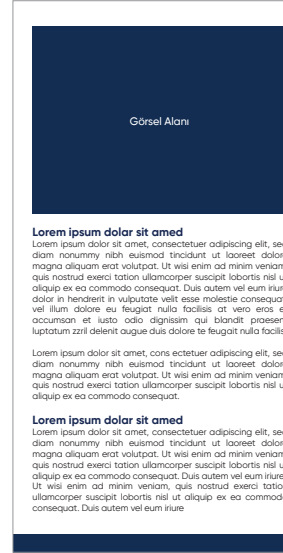 Görsel Alanı
Lorem ipsum dolar sit amed
Lorem ipsum dolor sit amet, consectetuer adipiscing elit, sed
diam nonummy nibh euismod tincidunt ut laoreet dolore
magna aliquam erat volutpat. Ut wisi enim ad minim veniam,
quis nostrud exerci tation ullamcorper suscipit lobortis nisl ut
aliquip ex ea commodo consequat. Duis autem vel eum iriure
dolor in hendrerit in vulputate velit esse molestie consequat,
vel illum dolore eu feugiat nulla facilisis at vero eros et
accumsan et iusto odio dignissim qui blandit praesent
luptatum zzril delenit augue duis dolore te feugait nulla facilisi.
Lorem ipsum dolor sit amet, cons ectetuer adipiscing elit, sed
diam nonummy nibh euismod tincidunt ut laoreet dolore
magna aliquam erat volutpat. Ut wisi enim ad minim veniam,
quis nostrud exerci tation ullamcorper suscipit lobortis nisl ut
aliquip ex ea commodo consequat.
Lorem ipsum dolar sit amed
Lorem ipsum dolor sit amet, consectetuer adipiscing elit, sed
diam nonummy nibh euismod tincidunt ut laoreet dolore
magna aliquam erat volutpat. Ut wisi enim ad minim veniam,
quis nostrud exerci tation ullamcorper suscipit lobortis nisl ut
aliquip ex ea commodo consequat. Duis autem vel eum iriure
Ut wisi enim ad minim veniam, quis nostrud exerci tation
ullamcorper suscipit lobortis nisl ut aliquip ex ea commodo
consequat. Duis autem vel eum iriure